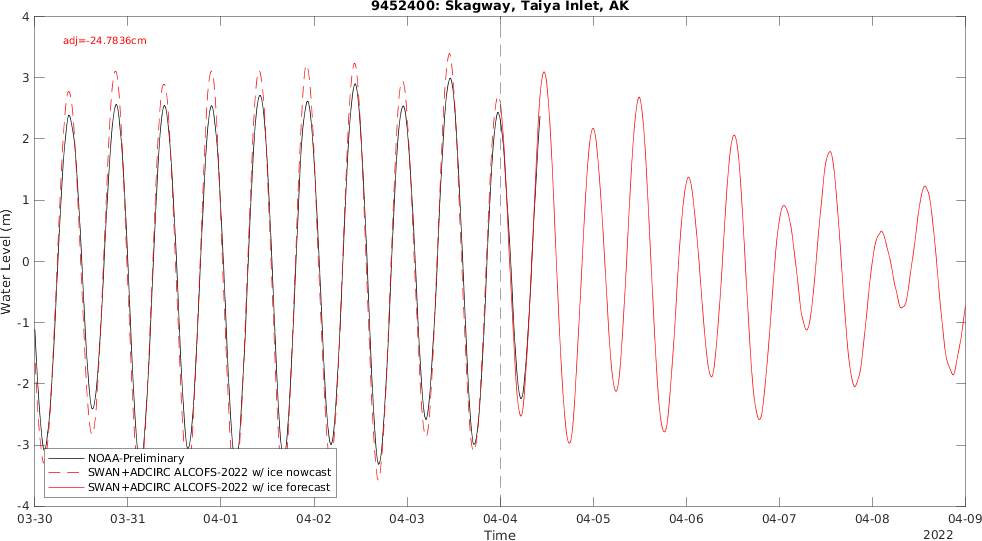 9452400: Skagway, Taiya Inlet, AK
adj=-24.7836cm
4
3
2
1
0
-1
-2
-3
-4
Water Level (m)
NOAA-Preliminary
SWAN+ADCIRC ALCOFS-2022 w/ ice nowcast
SWAN+ADCIRC ALCOFS-2022 w/ ice forecast
03-30 03-31 04-01 04-02 04-03 04-04 04-05 04-06 04-07 04-08 04-09
Time
2022